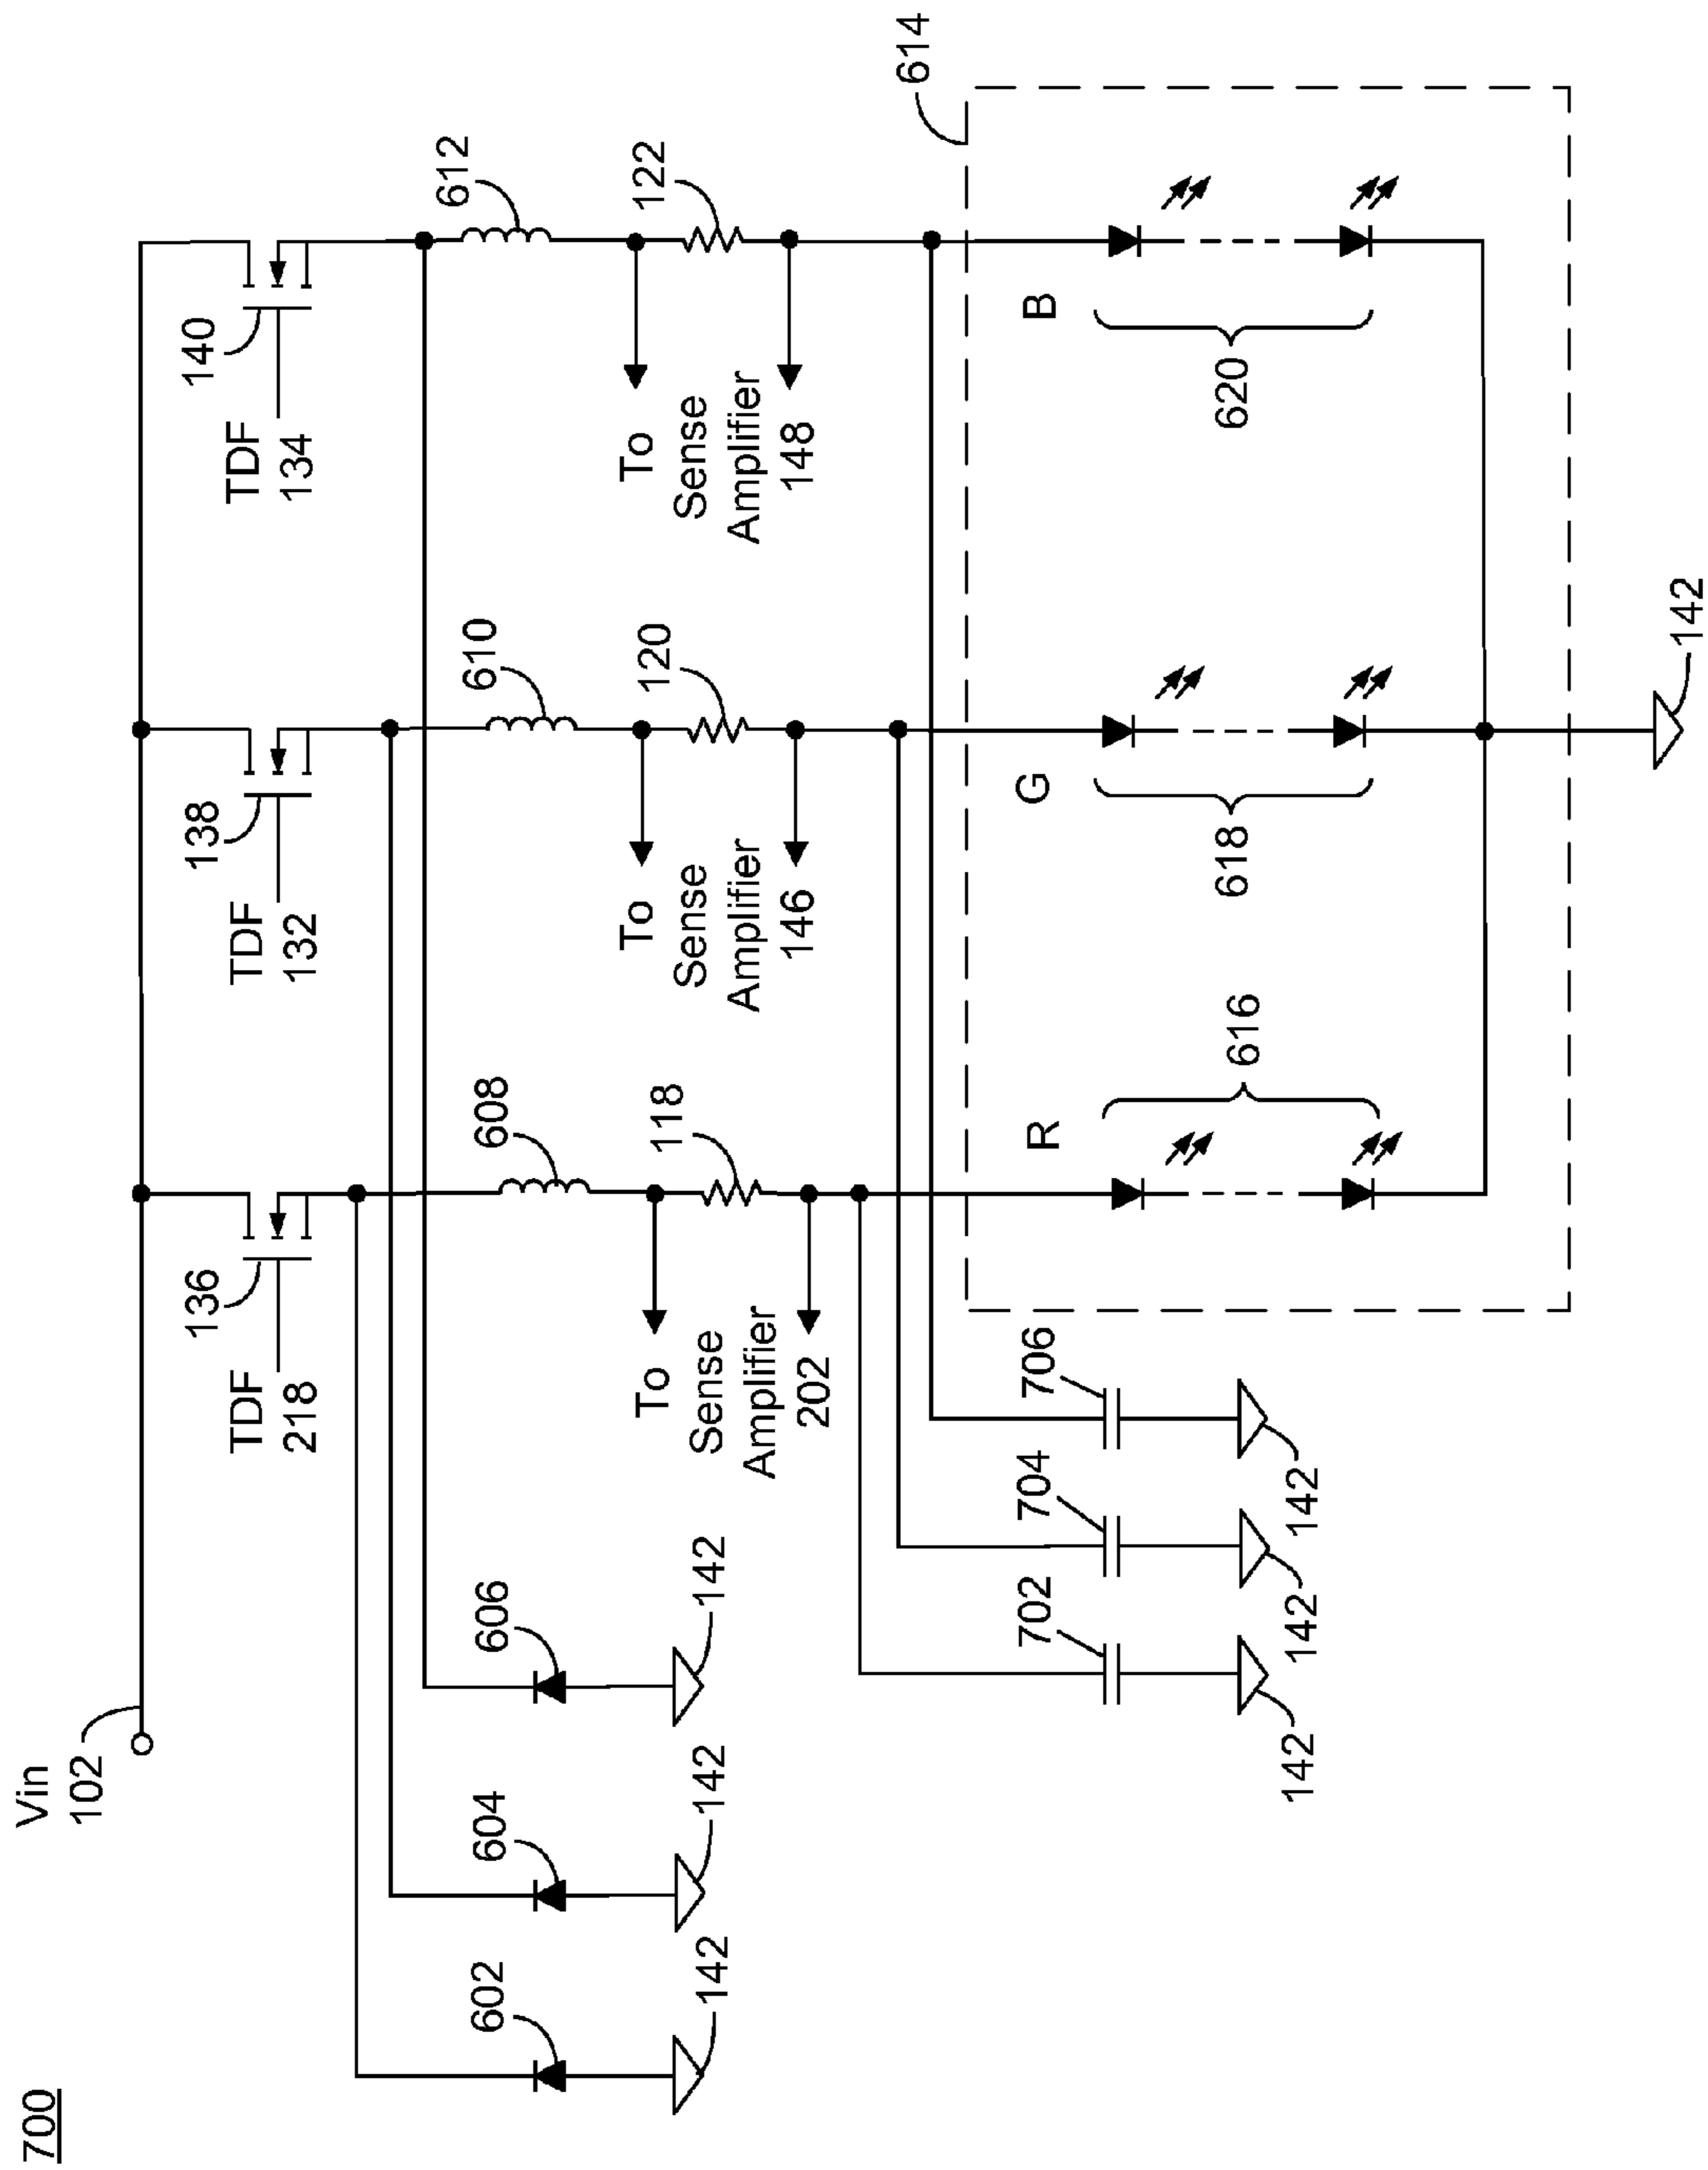 700
Vin
102
136
TDF
218
138
TDF
132
140
TDF
134
602
604
606
608
610
612
142
142
142
118
To
Sense
Amplifier
202
120
To
Sense
Amplifier
146
122
To
Sense
Amplifier
148
614
702
704
706
R
G
B
616
618
620
142
142
142
142